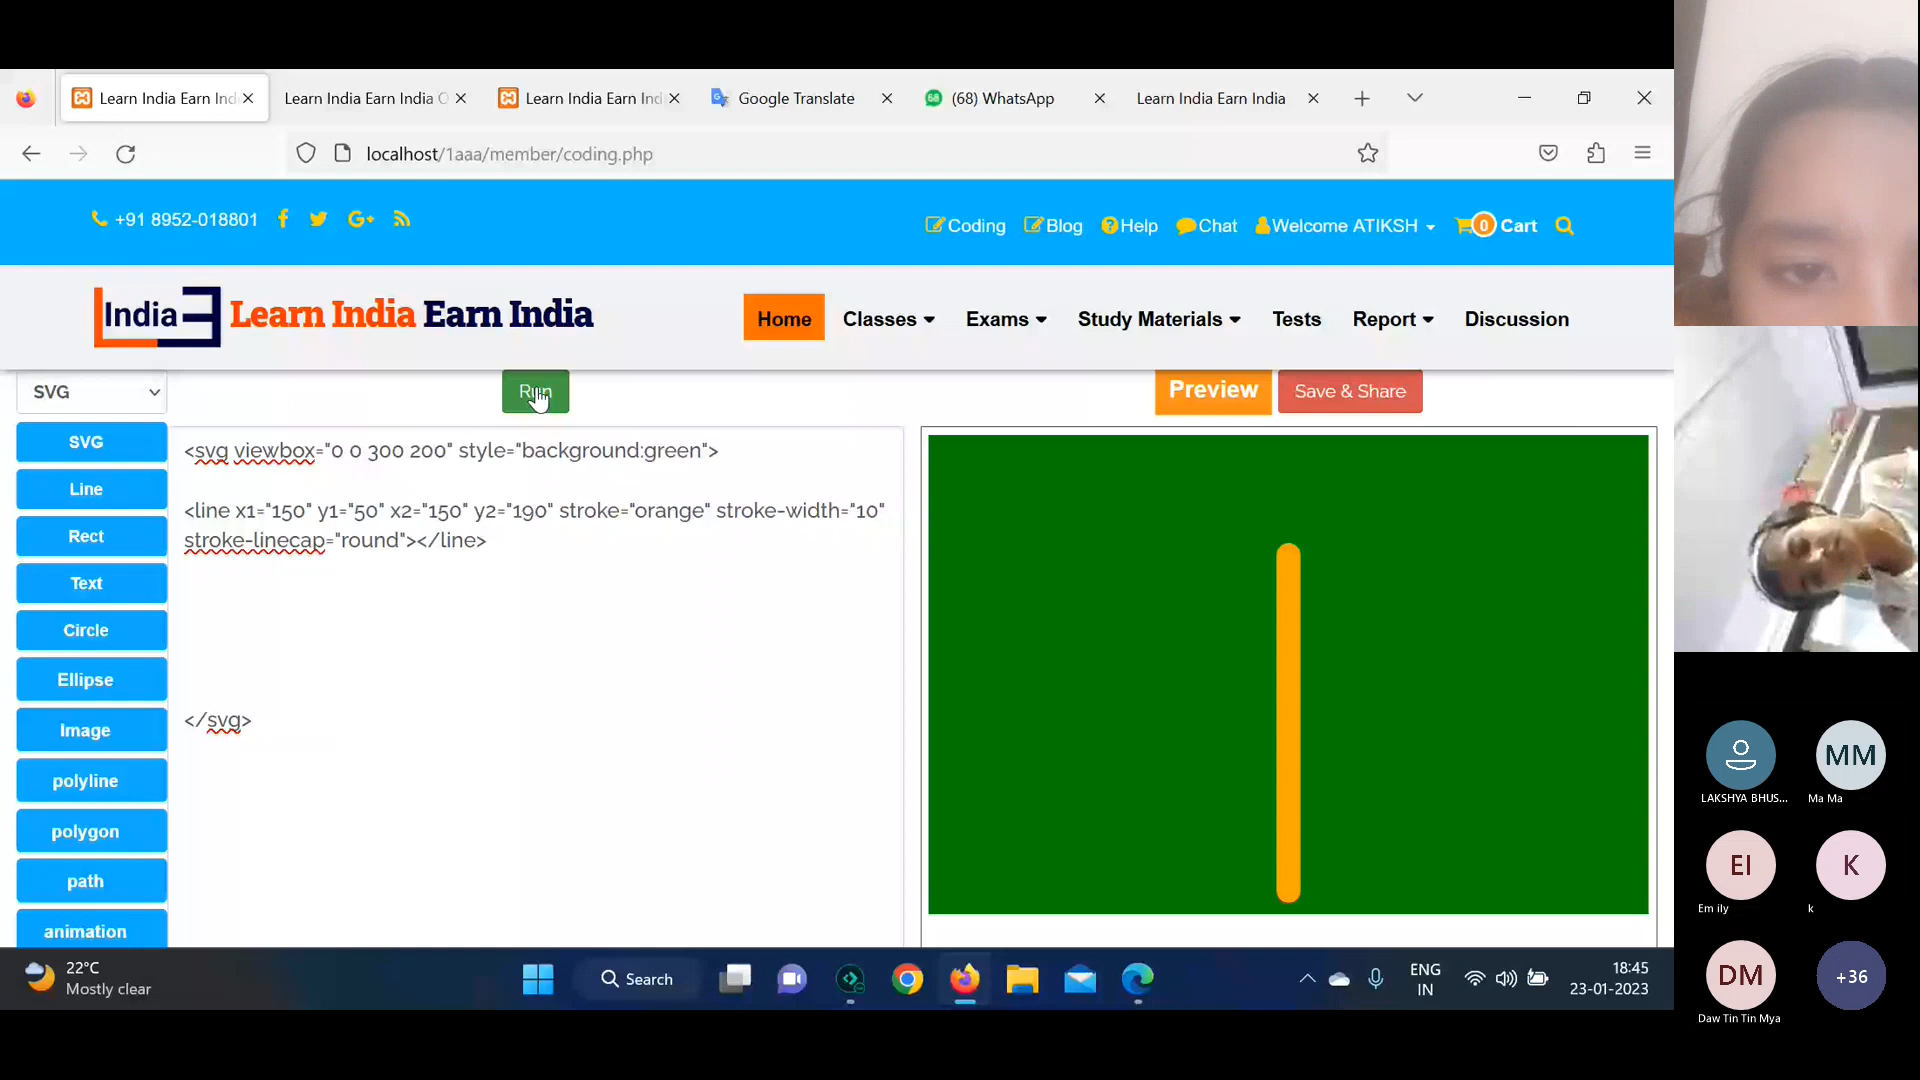 Learn India Earn Ind
Learn India Earn India O
Learn India Earn Ind
Google Translate
(68) WhatsApp
Learn India Earn India
localhost/1aaa/member/coding.php
+91 8952-018801
Coding
Blog
Help
Chat
Welcome ATIKSH
0
Cart
India Learn India Earn India
Home
Classes
Exams
Study Materials
Tests
Report
Discussion
SVG
Run
Preview
Save & Share
SVG
Line
Rect
Text
Circle
Ellipse
Image
polyline
polygon
path
animation
<svg viewbox="0 0 300 200" style="background:green">
<line x1="150" y1="50" x2="150" y2="190" stroke="orange" stroke-width="10"
stroke-linecap="round"></line>
</svg>
MM
LAKSHYA BHUS...
Ma Ma
EI
K
Em ily
k
DM
+36
Daw Tin Tin Mya
22°C
Mostly clear
Search
ENG
IN
18:45
23-01-2023